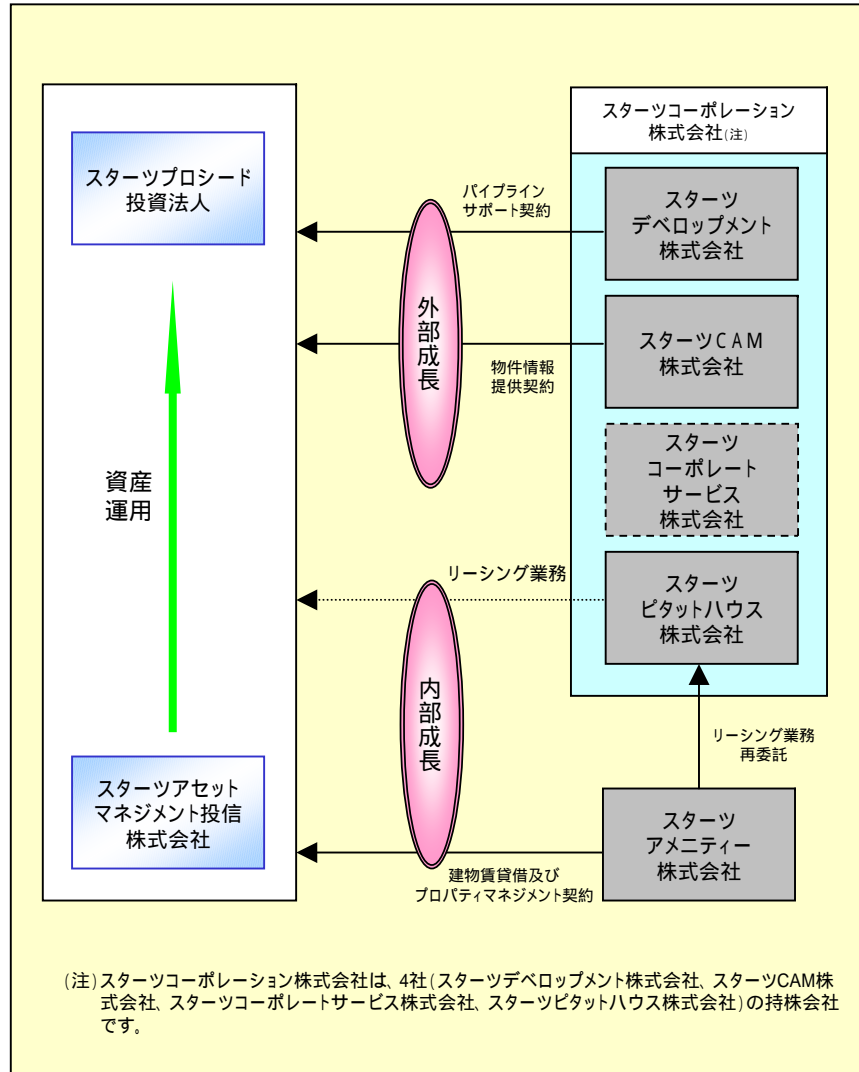 スターツプロシード
投資法人
資産
運用
スターツアセット
マネジメント投信
株式会社
外部成長
内部成長
パイプライン
サポート契約
物件情報
提供契約
リーシング業務
建物賃貸借及び
プロパティマネジメント契約
スターツコーポレーション
株式会社(注)
スターツ
デベロップメント
株式会社
スターツCAM
株式会社
スターツ
コーポレート
サービス
株式会社
スターツ
ピタットハウス
株式会社
リーシング業務
再委託
スターツ
アメニティー
株式会社
(注)スターツコーポレーション株式会社は、4社(スターツデベロップメント株式会社、スターツCAM株
式会社、スターツコーポレートサービス株式会社、スターツピタットハウス株式会社)の持株会社
です。